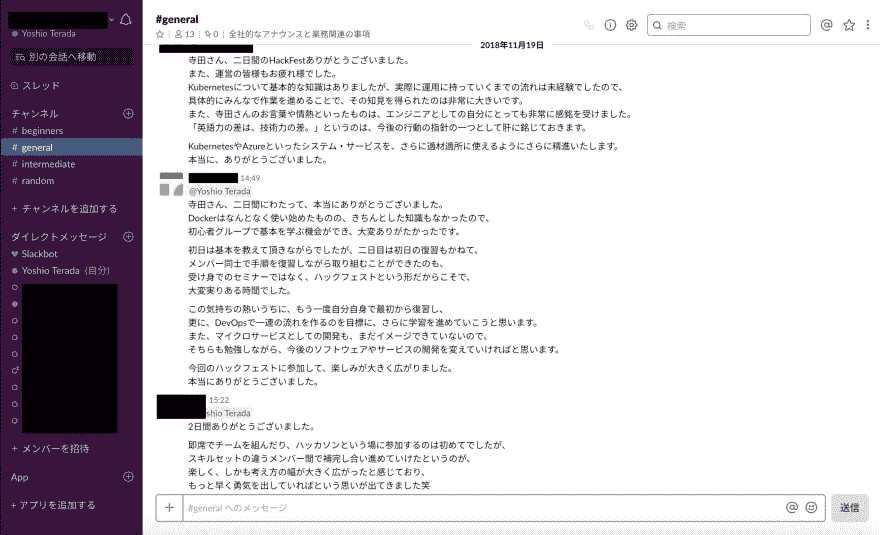 Yoshio Terada
別の会話へ移動
スレッド
チャンネル
# beginners
# general
# intermediate
# random
+ チャンネルを追加する
ダイレクトメッセージ
Slackbot
Yoshio Terada (自分)
+ メンバーを招待
App
+ アプリを追加する
#general
13 | 0 | 全社的なアナウンスと業務関連の事項
検索
2018年11月19日
寺田さん、二日間のHackFestありがとうございました。
また、運営の皆様もお疲れ様でした。
Kubernetesについて基本的な知識はありましたが、実際に運用に持っていくまでの流れは未経験でしたので、
具体的にみんなで作業を進めることで、その知見を得られたのは非常に大きいです。
また、寺田さんのお言葉や情熱といったものは、エンジニアとしての自分にとっても非常に感銘を受けました。
「英語力の差は、技術力の差。」というのは、今後の行動の指針の一つとして肝に銘じておきます。
KubernetesやAzureといったシステム・サービスを、さらに適材適所に使えるようにさらに精進いたします。
本当に、ありがとうございました。
14:49
@Yoshio Terada
寺田さん、二日間にわたって、本当にありがとうございました。
Dockerはなんとなく使い始めたものの、きちんとした知識もなかったので、
初心者グループで基本を学ぶ機会ができ、大変ありがたかったです。
初日は基本を教えて頂きながらでしたが、二日目は初日の復習もかねて、
メンバー同士で手順を復習しながら取り組むことができたのも、
受け身でのセミナーではなく、ハックフェストという形だからこそで、
大変実りある時間でした。
この気持ちの熱いうちに、もう一度自分自身で最初から復習し、
更に、DevOpsで一連の流れを作るのを目標に、さらに学習を進めていこうと思います。
また、マイクロサービスとしての開発も、まだイメージできていないので、
そちらも勉強しながら、今後のソフトウェアやサービスの開発を変えていければと思います。
今回のハックフェストに参加して、楽しみが大きく広がりました。
本当にありがとうございました。
15:22
shio Terada
2日間ありがとうございました。
即席でチームを組んだり、ハッカソンという場に参加するのは初めてでしたが、
スキルセットの違うメンバー間で補完し合い進めていけたというのが、
楽しく、しかも考え方の幅が大きく広がったと感じており、
もっと早く勇気を出していればという思いが出てきました笑
#general へのメッセージ
送信